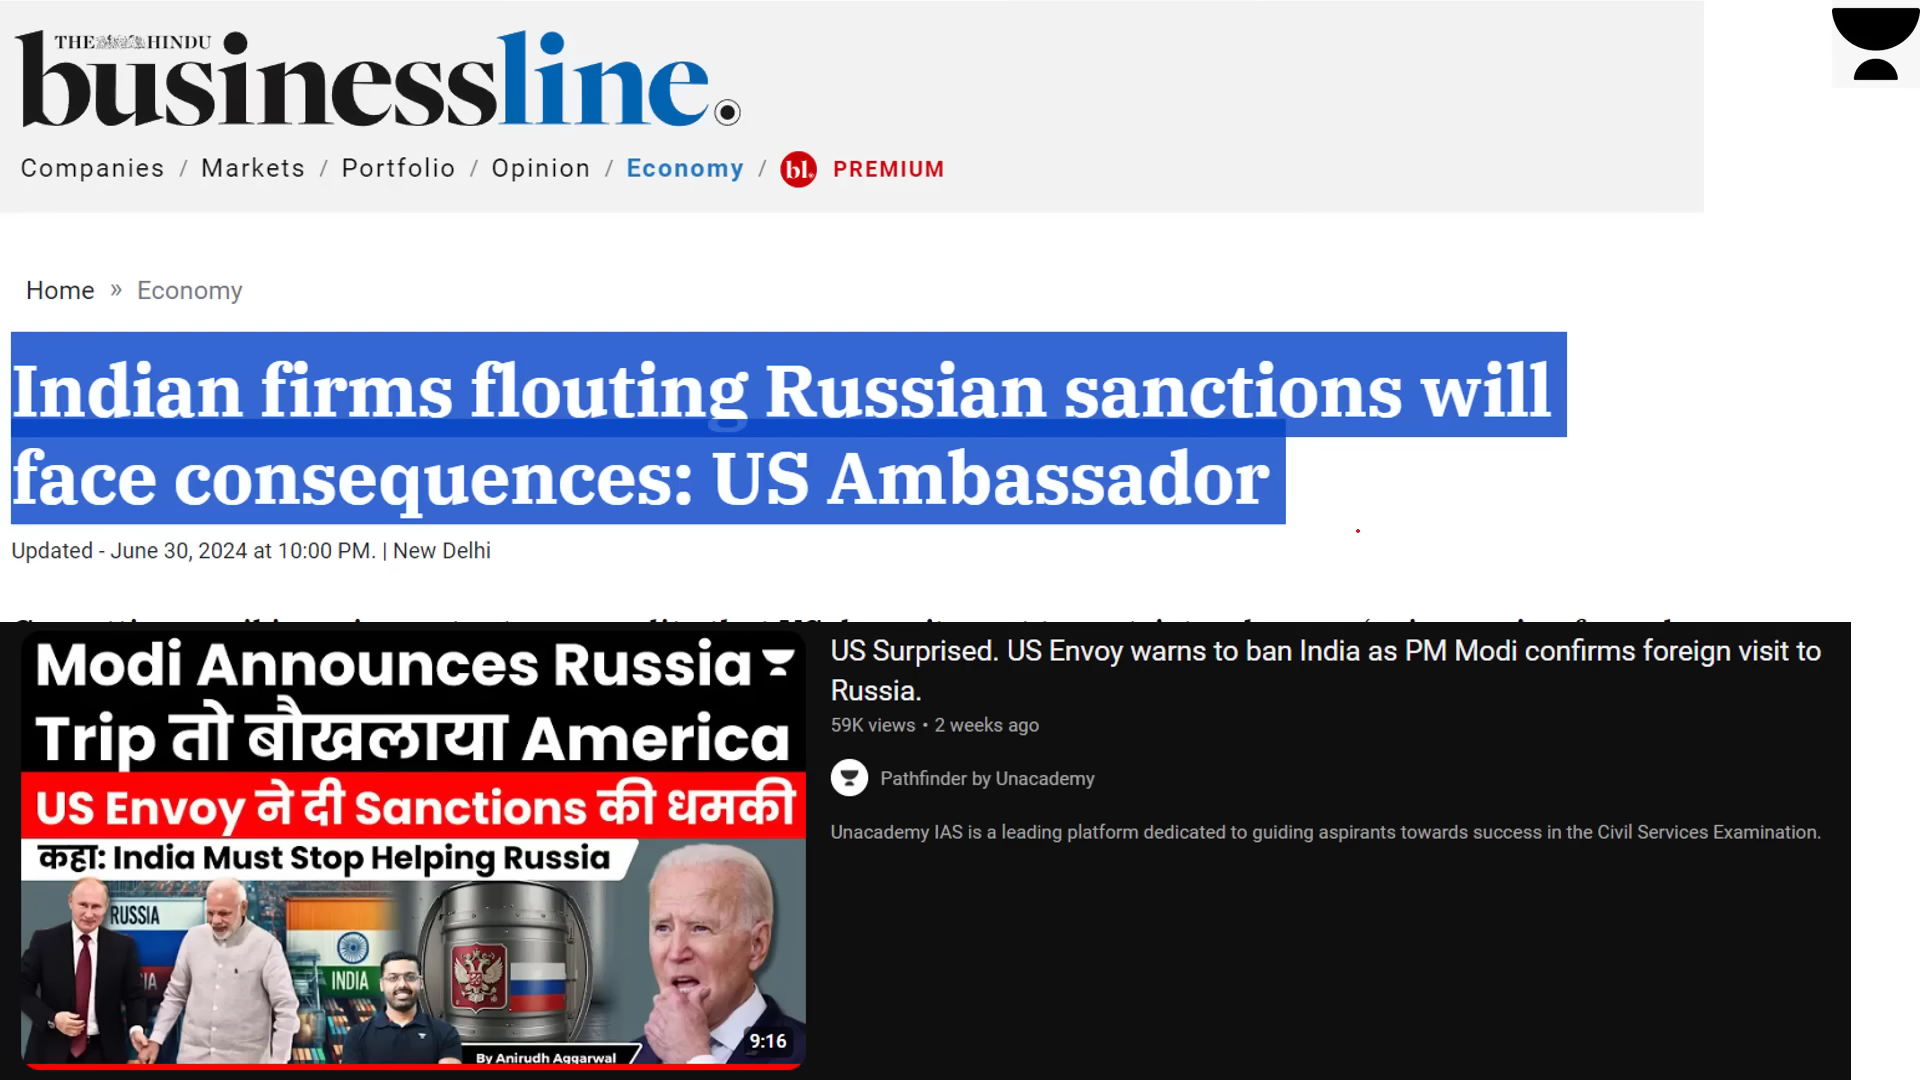 THE HINDU
businessline.
Companies / Markets / Portfolio / Opinion / Economy / bl. PREMIUM
Home » Economy
Indian firms flouting Russian sanctions will
face consequences: US Ambassador
Updated - June 30, 2024 at 10:00 PM. | New Delhi
Modi Announces Russia
Trip तो बौखलाया America
US Envoy ने दी Sanctions की धमकी
कहा: India Must Stop Helping Russia
RUSSIA
INDIA
By Anirudh Aggarwal
9:16
US Surprised. US Envoy warns to ban India as PM Modi confirms foreign visit to
Russia.
59K views • 2 weeks ago
Pathfinder by Unacademy
Unacademy IAS is a leading platform dedicated to guiding aspirants towards success in the Civil Services Examination.